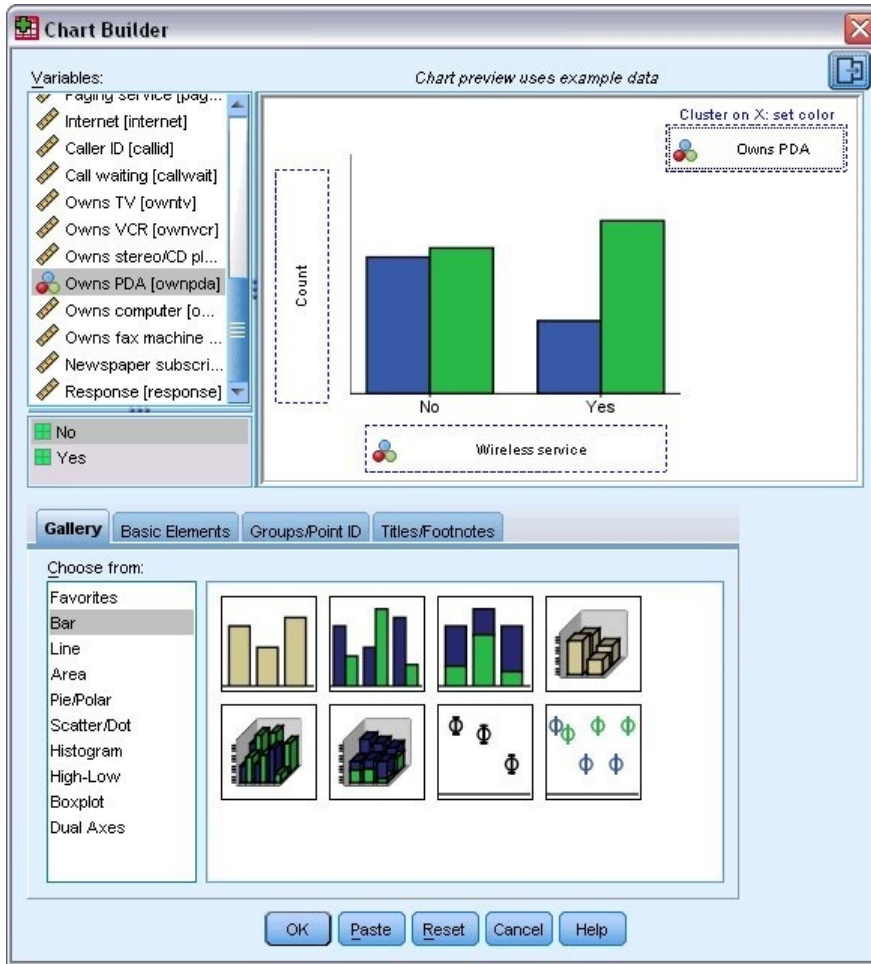 Chart Builder
Variables:
Chart preview uses example data
Paging service [pag...
Internet [internet]
Caller ID [callid]
Call waiting [callwait]
Owns TV [owntv]
Owns VCR [ownvcr]
Owns stereo/CD pl...
Owns PDA [ownpda]
Owns computer [o...
Owns fax machine ...
Newspaper subscri...
Response [response]
No
Yes
Cluster on X: set color
Owns PDA
Count
No
Yes
Wireless service
Gallery
Basic Elements
Groups/Point ID
Titles/Footnotes
Choose from:
Favorites
Bar
Line
Area
Pie/Polar
Scatter/Dot
Histogram
High-Low
Boxplot
Dual Axes
OK
Paste
Reset
Cancel
Help